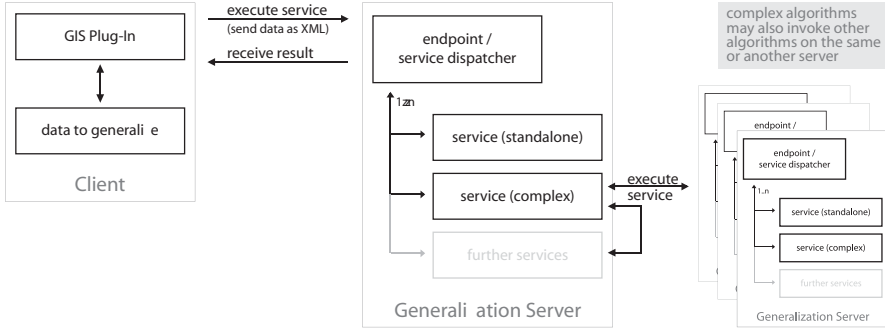 GIS Plug-In
data to generali e
Client
execute service
(send data as XML)
receive result
endpoint /
service dispatcher
service (standalone)
service (complex)
further services
Generali ation Server
execute
service
complex algorithms
may also invoke other
algorithms on the same
or another server
endpoint /
endpoint /
service dispatcher
1..n
service (standalone)
service (complex)
further services
Generalization Server